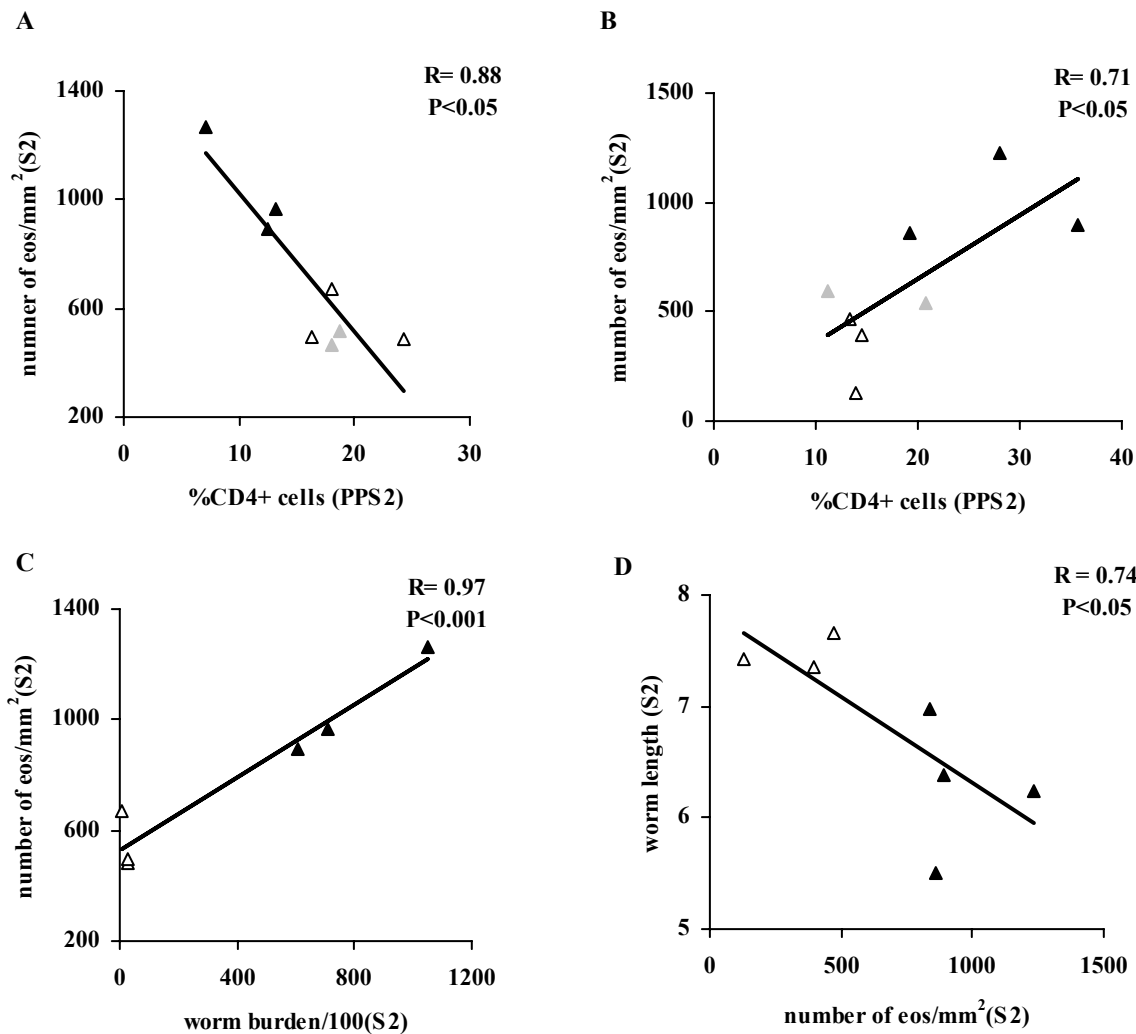 A
R= 0.88
P<0.05
numner of eos/mm²(S2)
1400
1000
600
200
0 10 20 30
%CD4+ cells (PPS2)
B
R= 0.71
P<0.05
mumber of eos/mm²(S2)
1500
1000
500
0
0 10 20 30 40
%CD4+ cells (PPS2)
C
R= 0.97
P<0.001
number of eos/mm²(S2)
1400
1000
600
200
0 400 800 1200
worm burden/100(S2)
D
R = 0.74
P<0.05
worm length (S2)
8
7
6
5
0 500 1000 1500
number of eos/mm²(S2)